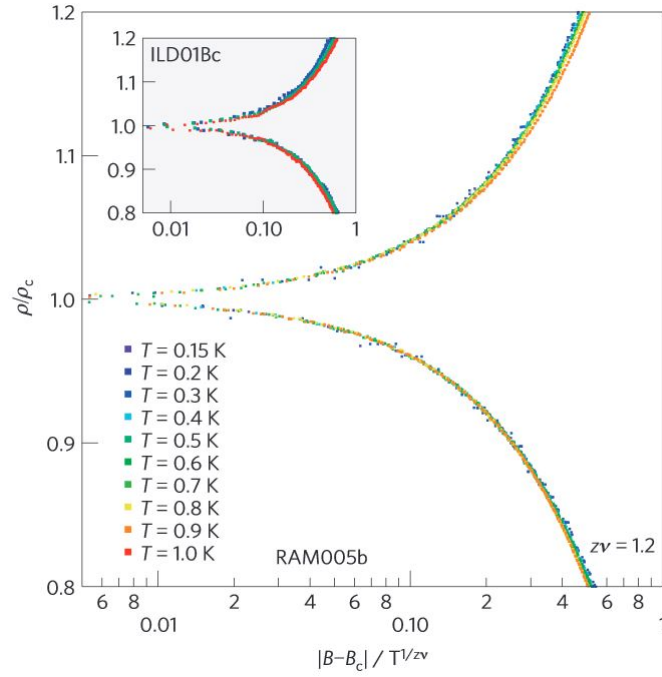 1.2
1.1
1.0
0.9
0.8
ρ/ρc
ILD01Bc
1.2
1.1
1.0
0.9
0.8
0.01 0.10 1
T = 0.15 K
T = 0.2 K
T = 0.3 K
T = 0.4 K
T = 0.5 K
T = 0.6 K
T = 0.7 K
T = 0.8 K
T = 0.9 K
T = 1.0 K
RAM005b
zν = 1.2
6 8 2 4 6 8 2 4 6 8
0.01 0.10 1
|B–Bc| / T^1/zν